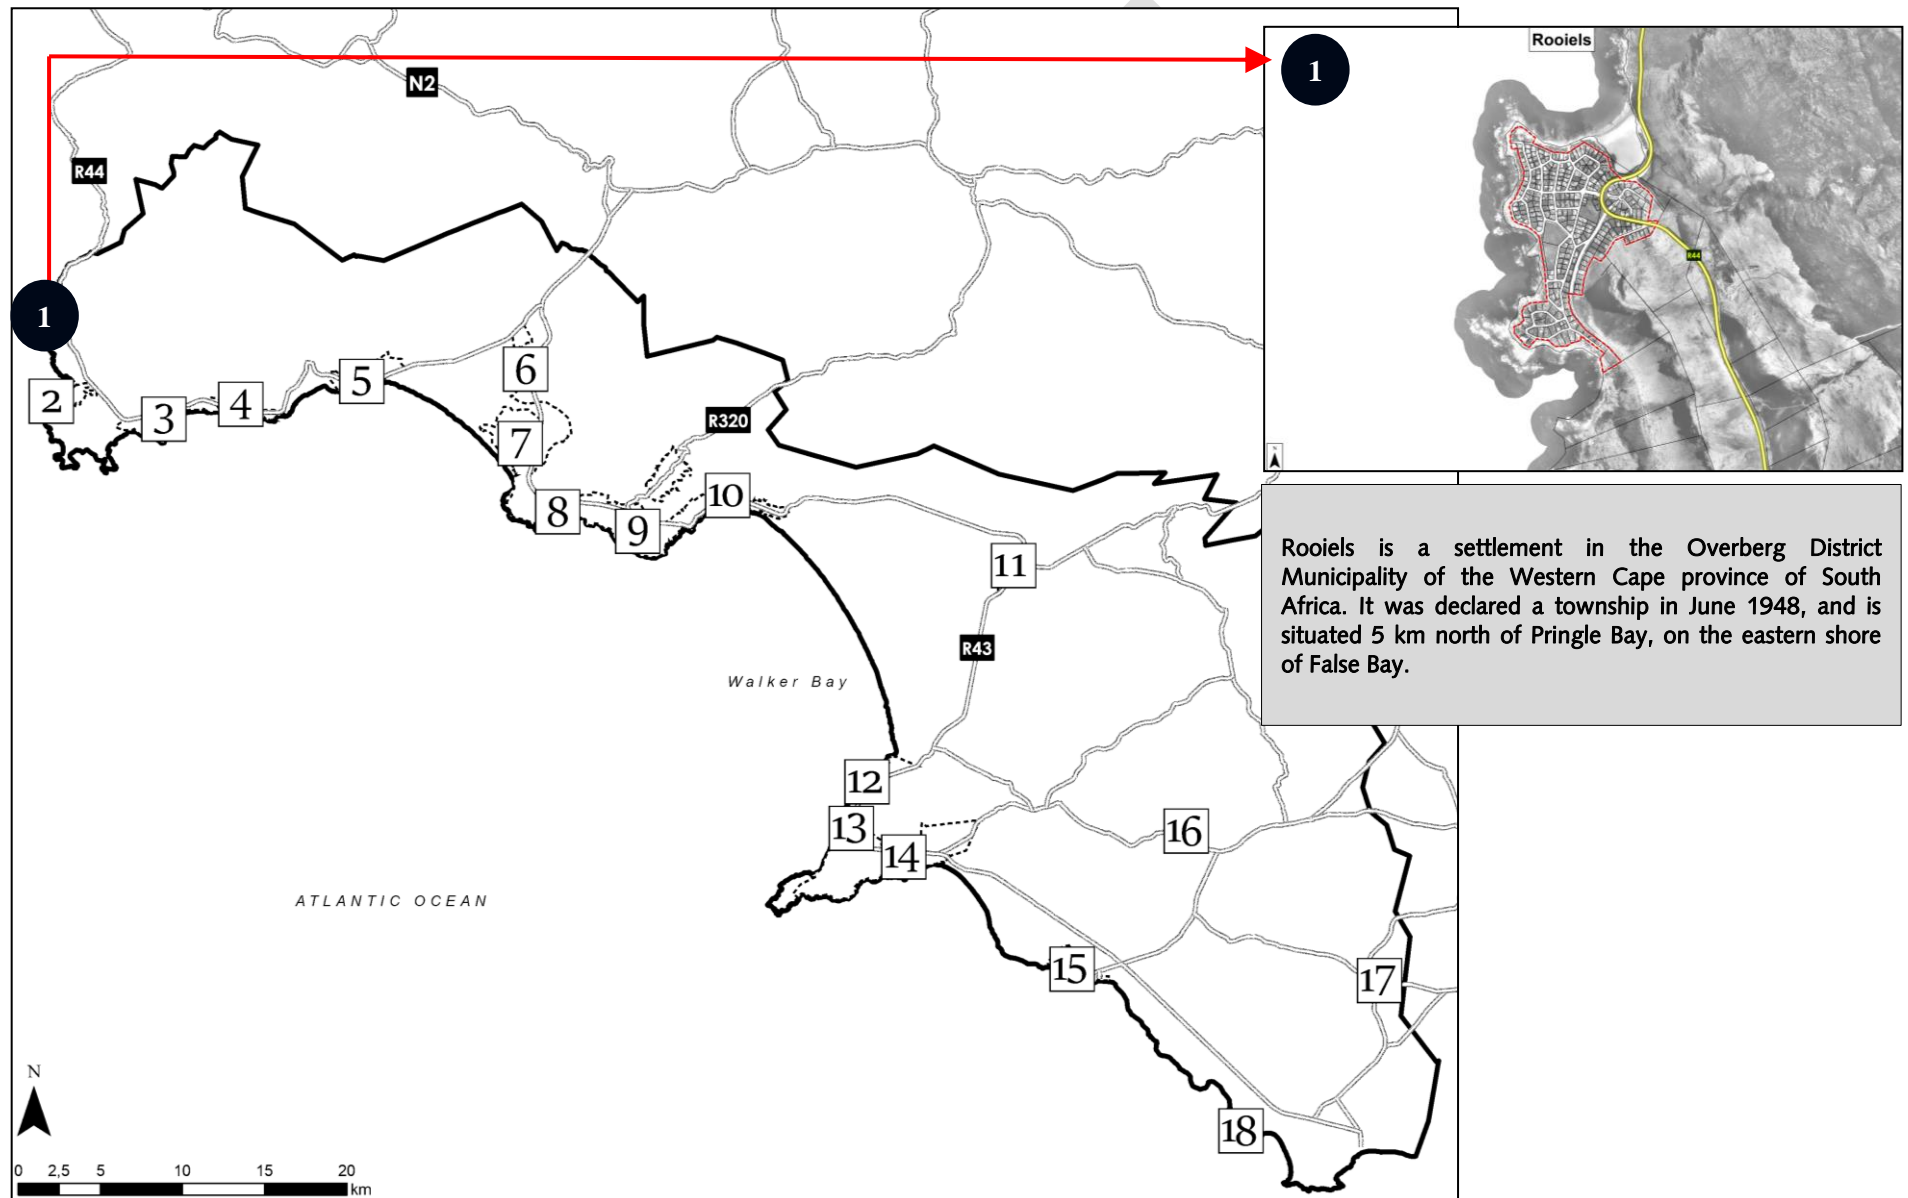 N2
R44
1
Rooiels
R44
N
1
2
3
4
5
6
7
R320
8
9
10
11
R43
Rooiels is a settlement in the Overberg District
Municipality of the Western Cape province of South
Africa. It was declared a township in June 1948, and is
situated 5 km north of Pringle Bay, on the eastern shore
of False Bay.
Walker Bay
12
13
14
16
ATLANTIC OCEAN
15
17
18
N
0 2,5 5 10 15 20
km